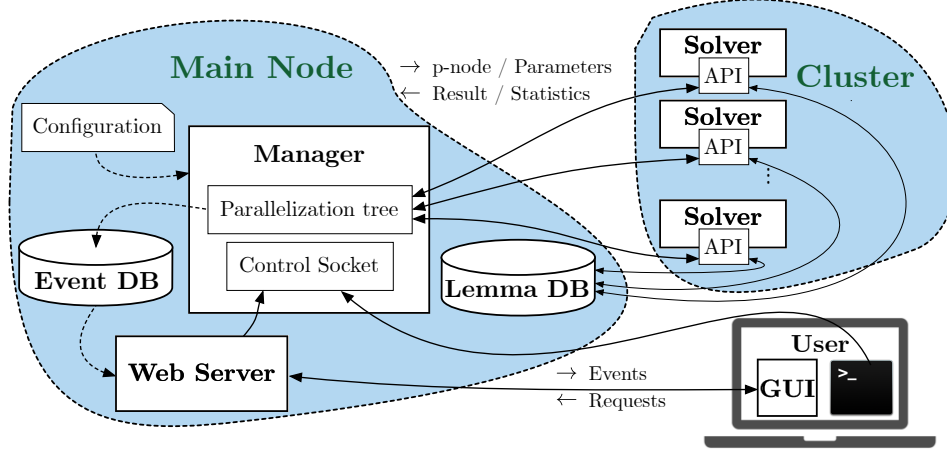 Main Node
→ p-node / Parameters
← Result / Statistics
Configuration
Manager
Parallelization tree
Control Socket
Event DB
Lemma DB
Web Server
Cluster
Solver
API
Solver
API
Solver
API
→ Events
← Requests
User
GUI
>_